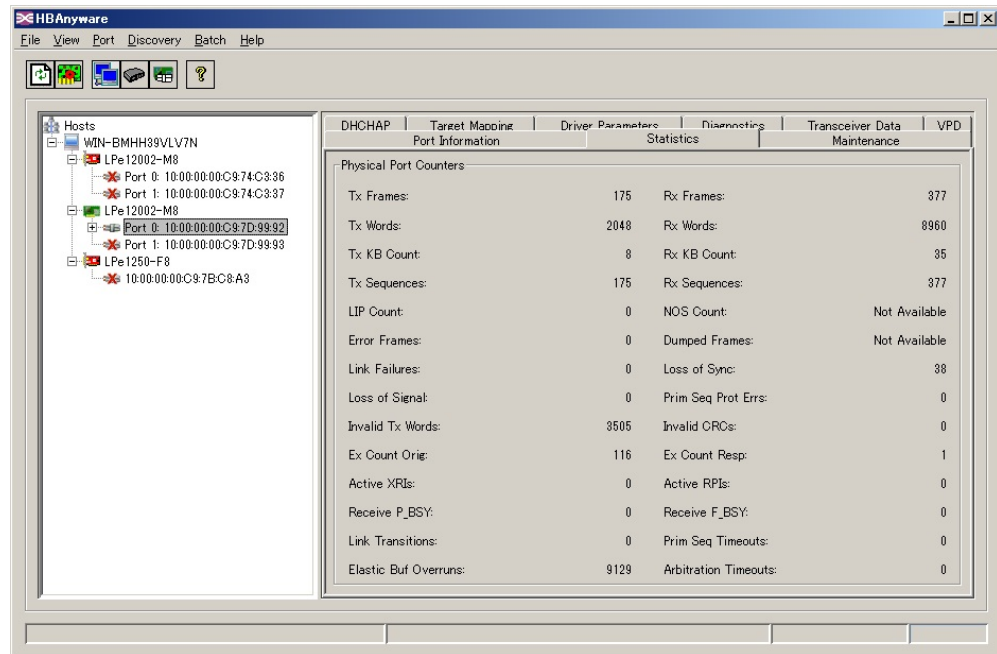 HBAnyware
File View Port Discovery Batch Help
Hosts
WIN-BMHH39VLV7N
LPe12002-M8
Port 0: 10:00:00:00:C9:74:C3:36
Port 1: 10:00:00:00:C9:74:C3:37
LPe12002-M8
Port 0: 10:00:00:00:C9:7D:99:92
Port 1: 10:00:00:00:C9:7D:99:93
LPe1250-F8
10:00:00:00:C9:7B:C8:A3
DHCHAP Target Mapping Driver Parameters Diagnostics Transceiver Data VPD
Port Information Statistics Maintenance
Physical Port Counters
Tx Frames: 175 Rx Frames: 377
Tx Words: 2048 Rx Words: 8960
Tx KB Count: 8 Rx KB Count: 35
Tx Sequences: 175 Rx Sequences: 377
LIP Count: 0 NOS Count: Not Available
Error Frames: 0 Dumped Frames: Not Available
Link Failures: 0 Loss of Sync: 38
Loss of Signal: 0 Prim Seq Prot Errs: 0
Invalid Tx Words: 3505 Invalid CRCs: 0
Ex Count Orig: 116 Ex Count Resp: 1
Active XRIs: 0 Active RPIs: 0
Receive P_BSY: 0 Receive F_BSY: 0
Link Transitions: 0 Prim Seq Timeouts: 0
Elastic Buf Overruns: 9129 Arbitration Timeouts: 0